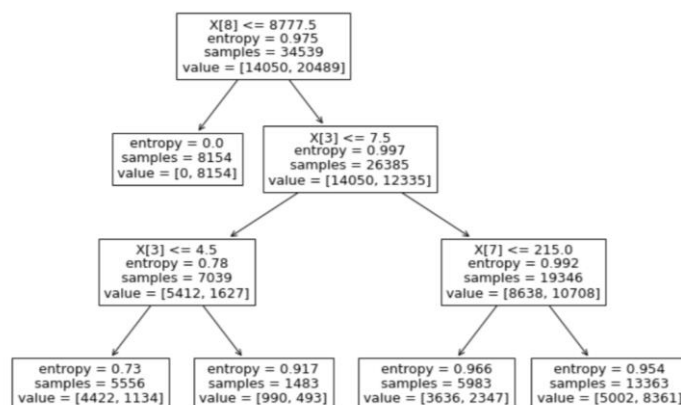 X[8] <= 8777.5
entropy = 0.975
samples = 34539
value = [14050, 20489]
entropy = 0.0
samples = 8154
value = [0, 8154]
X[3] <= 7.5
entropy = 0.997
samples = 26385
value = [14050, 12335]
X[3] <= 4.5
entropy = 0.78
samples = 7039
value = [5412, 1627]
X[7] <= 215.0
entropy = 0.992
samples = 19346
value = [8638, 10708]
entropy = 0.73
samples = 5556
value = [4422, 1134]
entropy = 0.917
samples = 1483
value = [990, 493]
entropy = 0.966
samples = 5983
value = [3636, 2347]
entropy = 0.954
samples = 13363
value = [5002, 8361]